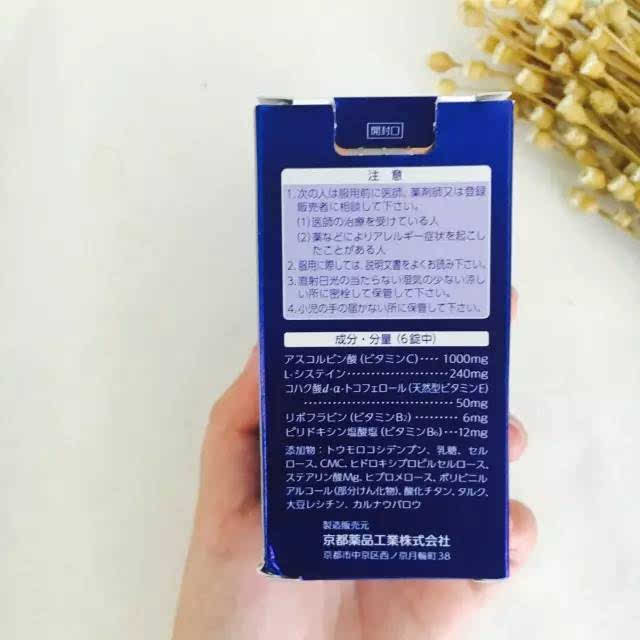 開封口
注意
1.次の人は服用前に医師、薬剤師又は登録
販売者に相談して下さい。
(1)医師の治療を受けている人
(2)薬などによりアレルギー症状を起こし
たことがある人
2.服用に際しては、説明文書をよくお読み下さい。
3.直射日光の当たらない湿気の少ない涼し
い所に密栓して保管して下さい。
4.小児の手の届かない所に保管して下さい。
成分・分量(6錠中)
アスコルビン酸(ビタミンC)‥‥ 1000mg
L-システイン‥‥‥‥‥‥‥‥‥‥ 240mg
コハク酸d-α-トコフェロール(天然型ビタミンE)
‥‥‥‥‥‥‥‥‥‥‥‥‥‥ 50mg
リボフラビン(ビタミンB₂)‥‥‥‥‥ 6mg
ピリドキシン塩酸塩(ビタミンB₆)‥‥12mg
添加物:トウモロコシデンプン、乳糖、セル
ロース、CMC、ヒドロキシプロピルセルロース、
ステアリン酸Mg、ヒプロメロース、ポリビニル
アルコール(部分けん化物)、酸化チタン、タルク、
大豆レシチン、カルナウバロウ
製造販売元
京都薬品工業株式会社
京都市中京区西ノ京月輪町38